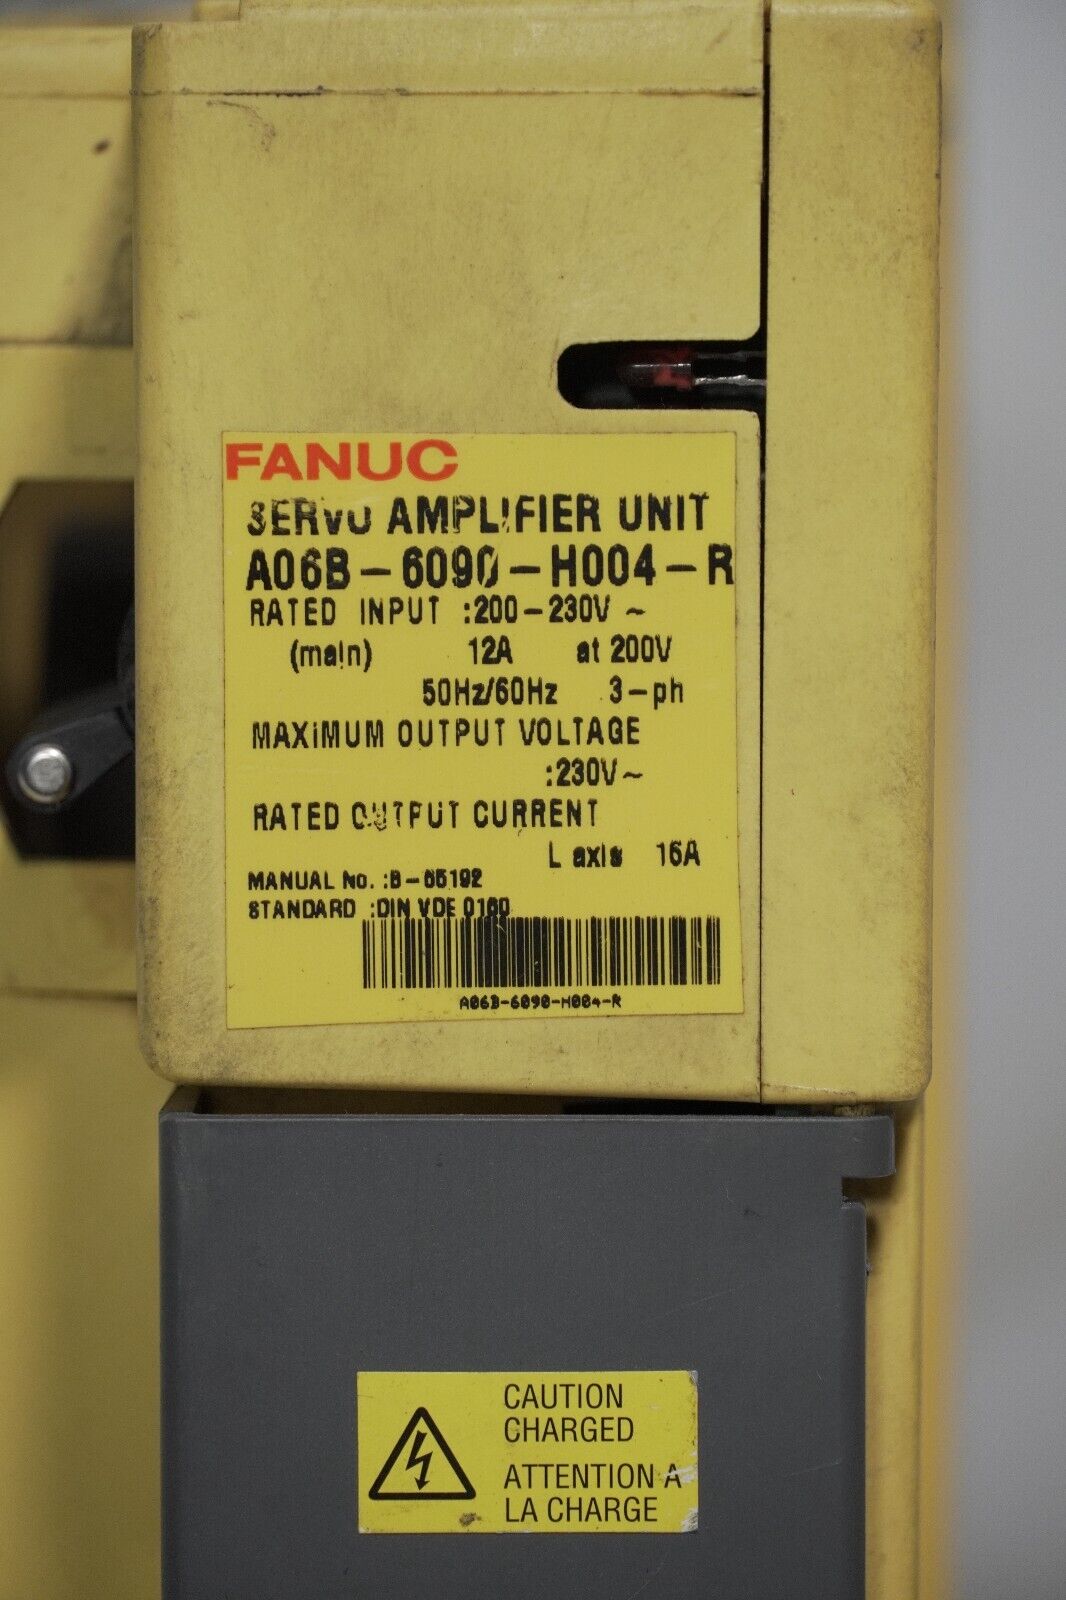 FANUC
SERVO AMPLIFIER UNIT
A06B-6090-H004-R
RATED INPUT :200-230V ~
(main) 12A at 200V
50Hz/60Hz 3-ph
MAXIMUM OUTPUT VOLTAGE
:230V~
RATED OUTPUT CURRENT
L axis 16A
MANUAL No. :B-65192
STANDARD :DIN VDE 0160
A06B-6090-H004-R
CAUTION
CHARGED
ATTENTION A
LA CHARGE